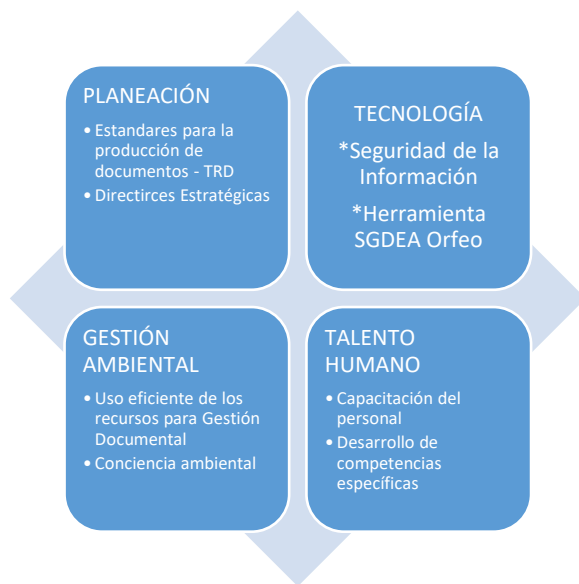 PLANEACIÓN
• Estandares para la
producción de
documentos - TRD
• Directirces Estratégicas
TECNOLOGÍA
*Seguridad de la
Información
*Herramienta
SGDEA Orfeo
GESTIÓN
AMBIENTAL
• Uso eficiente de los
recursos para Gestión
Documental
• Conciencia ambiental
TALENTO
HUMANO
• Capacitación del
personal
• Desarrollo de
competencias
específicas